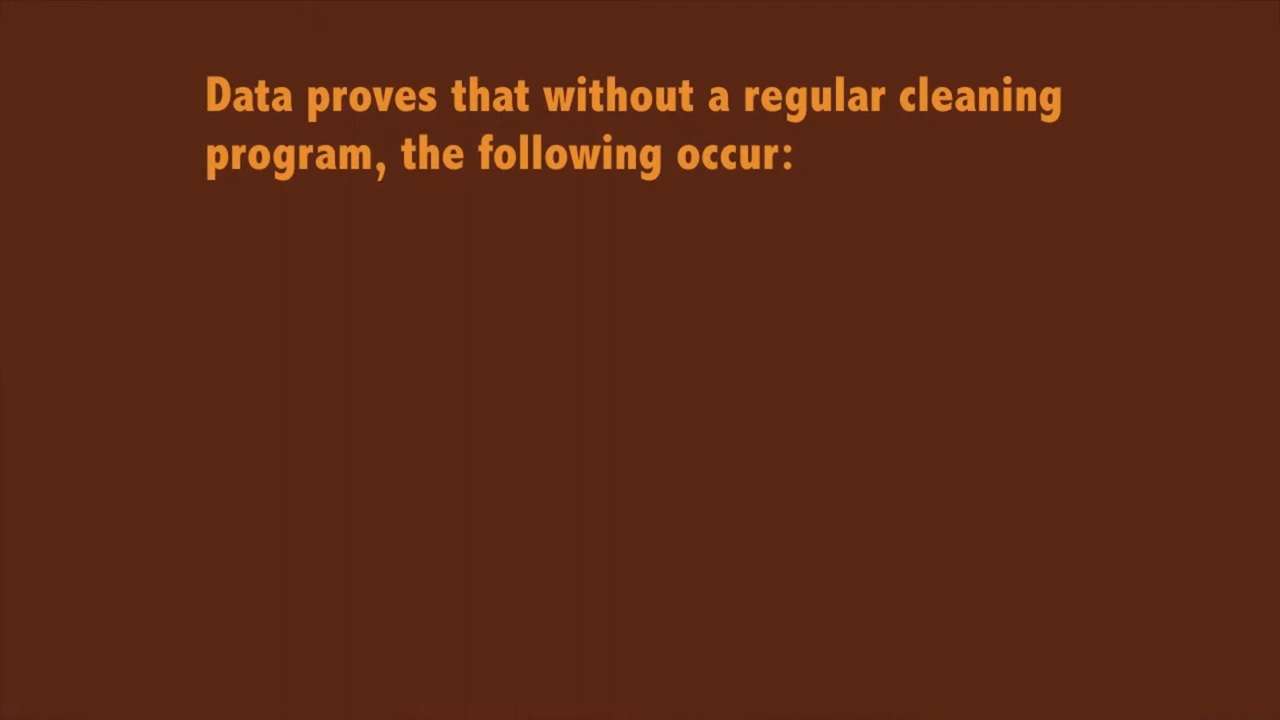 Data proves that without a regular cleaning
program, the following occur: